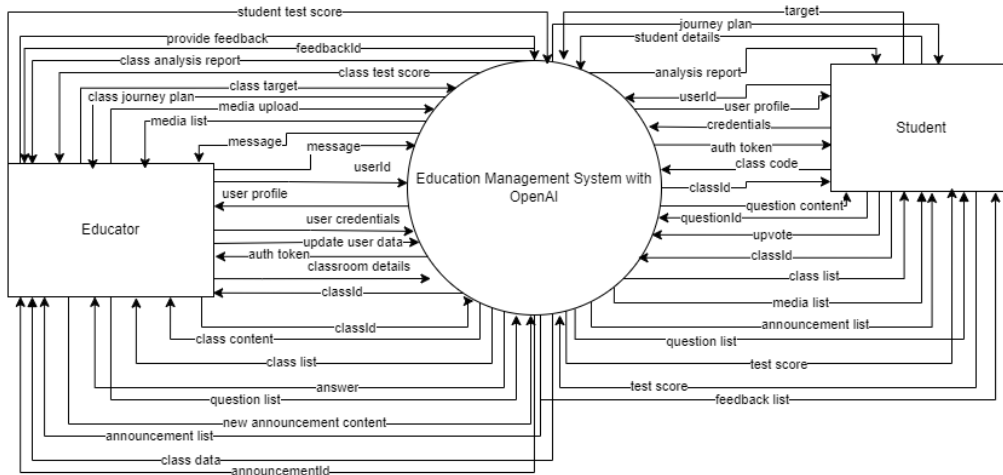 student test score
target
journey plan
provide feedback
student details
feedbackId
class analysis report
class test score
analysis report
class target
userId
class journey plan
user profile
media upload
media list
credentials
Student
message
message
auth token
class code
userId
Education Management System with
OpenAI
classId
user profile
question content
questionId
user credentials
Educator
upvote
update user data
auth token
classId
classroom details
class list
classId
media list
classId
announcement list
class content
question list
class list
test score
answer
test score
question list
feedback list
new announcement content
announcement list
class data
announcementId